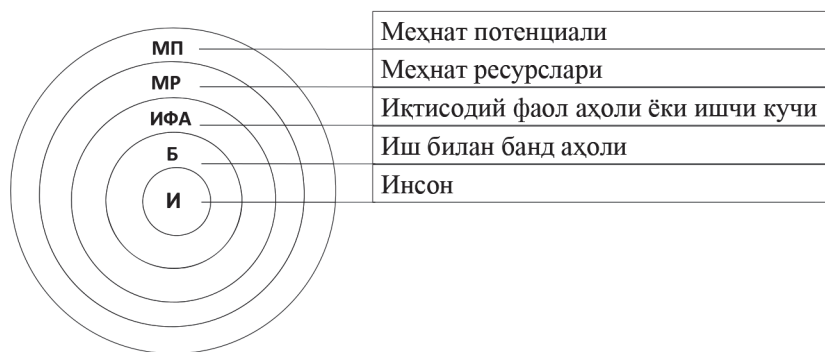 МП
Меҳнат потенциали
МР
Меҳнат ресурслари
ИФА
Иқтисодий фаол аҳоли ёки ишчи кучи
Б
Иш билан банд аҳоли
И
Инсон